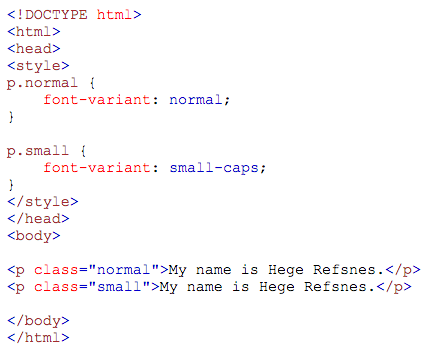 <!DOCTYPE html>
<html>
<head>
<style>
p.normal {
    font-variant: normal;
}

p.small {
    font-variant: small-caps;
}
</style>
</head>
<body>

<p class="normal">My name is Hege Refsnes.</p>
<p class="small">My name is Hege Refsnes.</p>

</body>
</html>